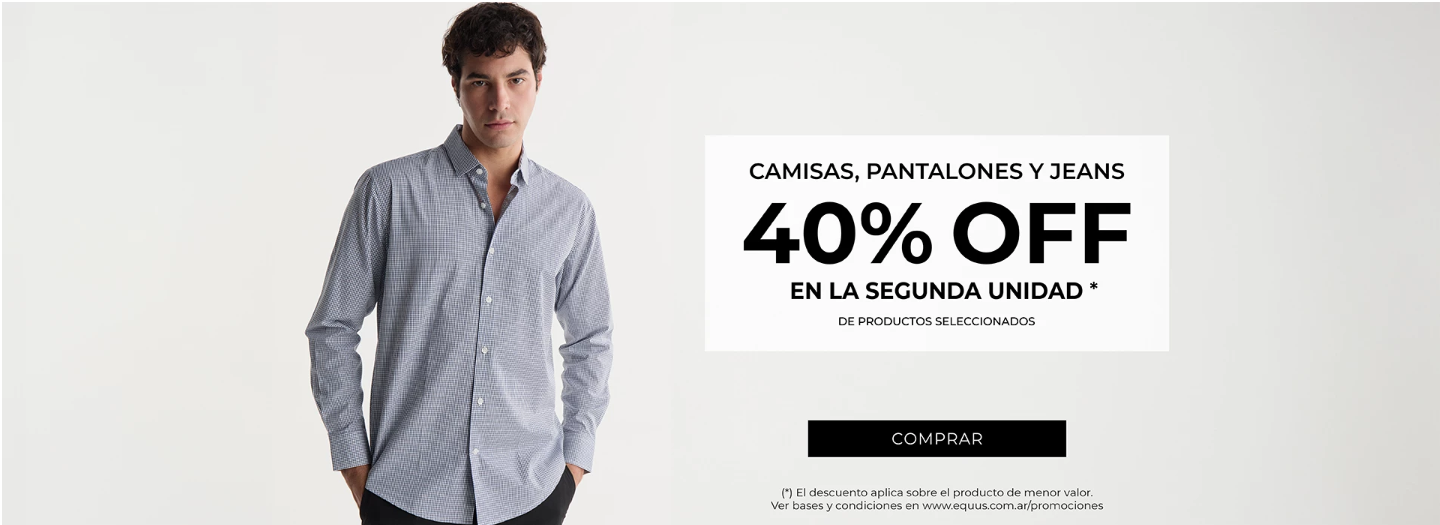 CAMISAS, PANTALONES Y JEANS
40% OFF
EN LA SEGUNDA UNIDAD *
DE PRODUCTOS SELECCIONADOS
COMPRAR
(*) El descuento aplica sobre el producto de menor valor.
Ver bases y condiciones en www.equus.com.ar/promociones